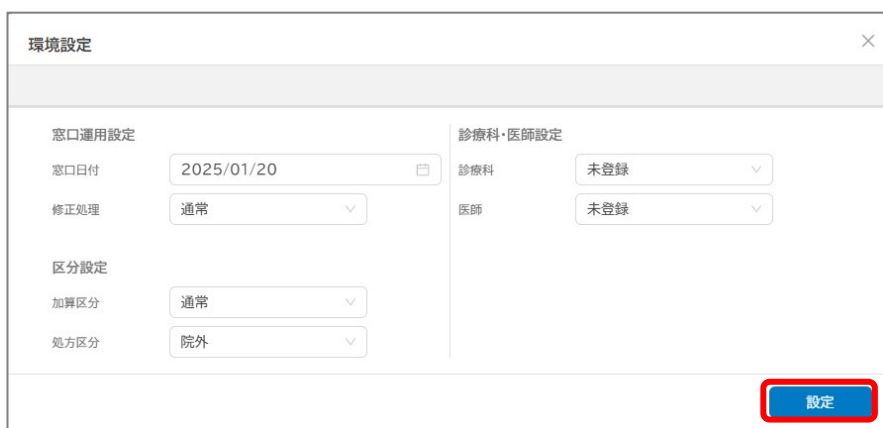 環境設定
窓口運用設定
窓口日付 2025/01/20
修正処理 通常
区分設定
加算区分 通常
処方区分 院外
診療科・医師設定
診療科 未登録
医師 未登録
設定